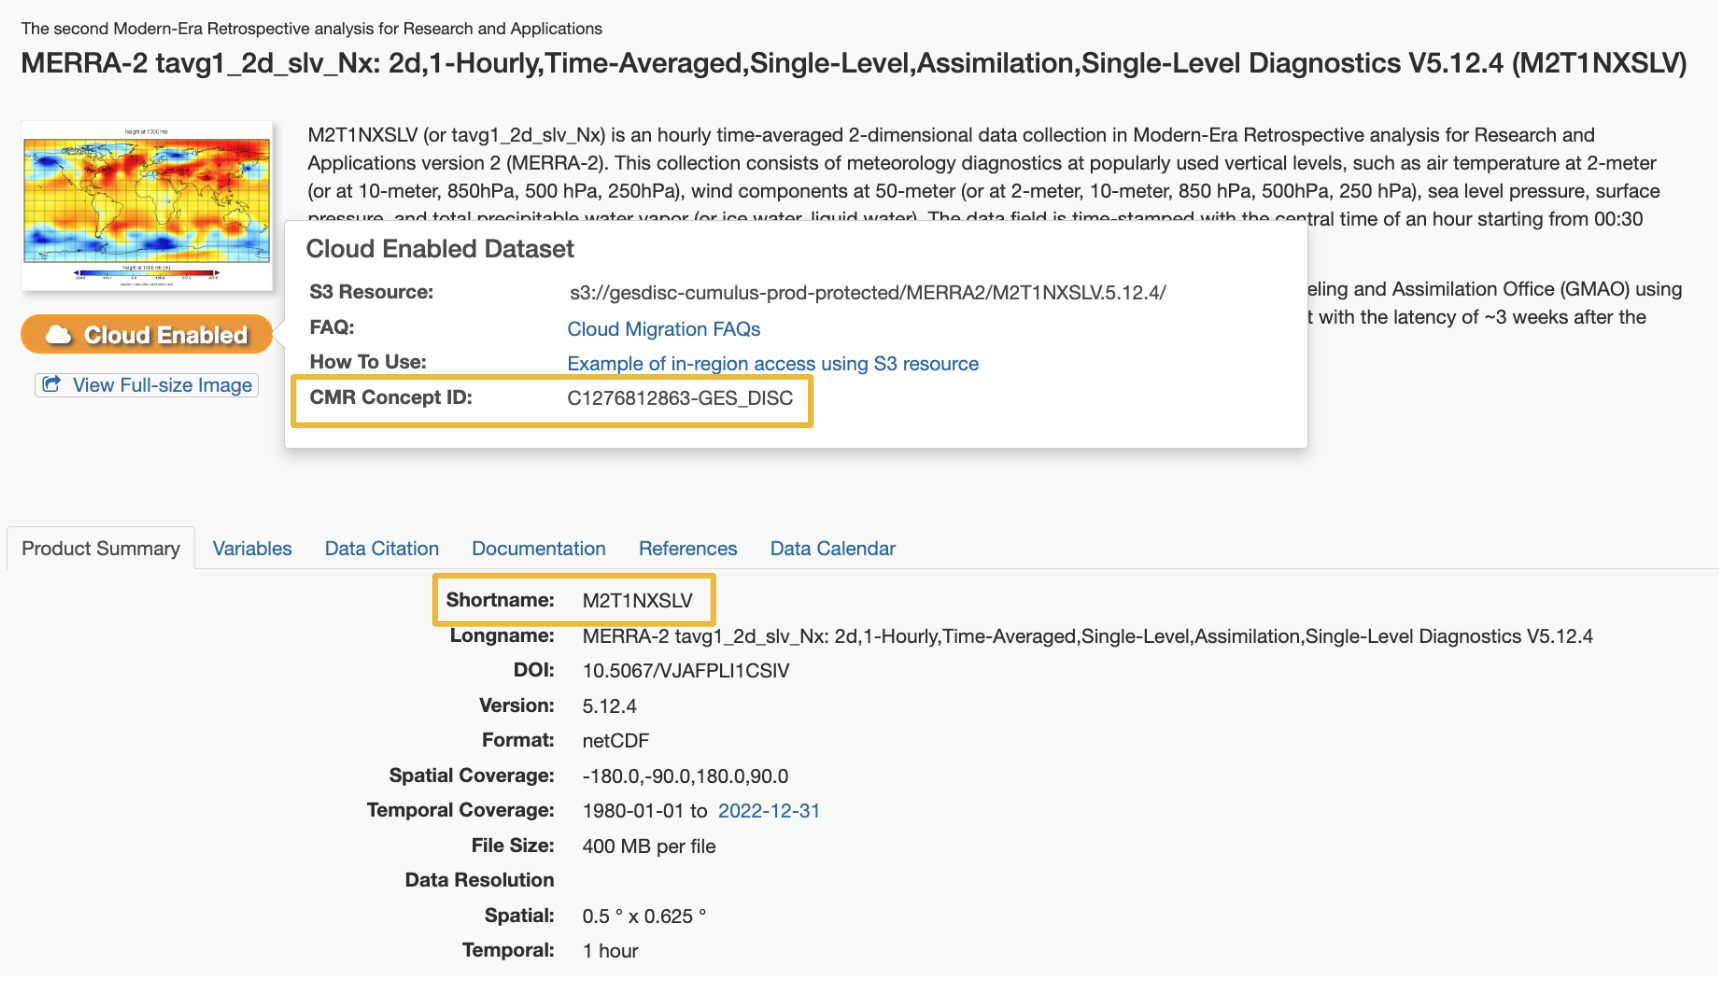 The second Modern-Era Retrospective analysis for Research and Applications
MERRA-2 tavg1_2d_slv_Nx: 2d,1-Hourly,Time-Averaged,Single-Level,Assimilation,Single-Level Diagnostics V5.12.4 (M2T1NXSLV)
height at 1000 mb
height at 1000 mb (m)
Cloud Enabled
View Full-size Image
M2T1NXSLV (or tavg1_2d_slv_Nx) is an hourly time-averaged 2-dimensional data collection in Modern-Era Retrospective analysis for Research and
Applications version 2 (MERRA-2). This collection consists of meteorology diagnostics at popularly used vertical levels, such as air temperature at 2-meter
(or at 10-meter, 850hPa, 500 hPa, 250hPa), wind components at 50-meter (or at 2-meter, 10-meter, 850 hPa, 500hPa, 250 hPa), sea level pressure, surface
pressure, and total precipitable water vapor (or ice water, liquid water). The data field is time-stamped with the central time of an hour starting from 00:30
eling and Assimilation Office (GMAO) using
t with the latency of ~3 weeks after the
Cloud Enabled Dataset
S3 Resource: s3://gesdisc-cumulus-prod-protected/MERRA2/M2T1NXSLV.5.12.4/
FAQ: Cloud Migration FAQs
How To Use: Example of in-region access using S3 resource
CMR Concept ID: C1276812863-GES_DISC
Product Summary Variables Data Citation Documentation References Data Calendar
Shortname: M2T1NXSLV
Longname: MERRA-2 tavg1_2d_slv_Nx: 2d,1-Hourly,Time-Averaged,Single-Level,Assimilation,Single-Level Diagnostics V5.12.4
DOI: 10.5067/VJAFPLI1CSIV
Version: 5.12.4
Format: netCDF
Spatial Coverage: -180.0,-90.0,180.0,90.0
Temporal Coverage: 1980-01-01 to 2022-12-31
File Size: 400 MB per file
Data Resolution
Spatial: 0.5 ° x 0.625 °
Temporal: 1 hour